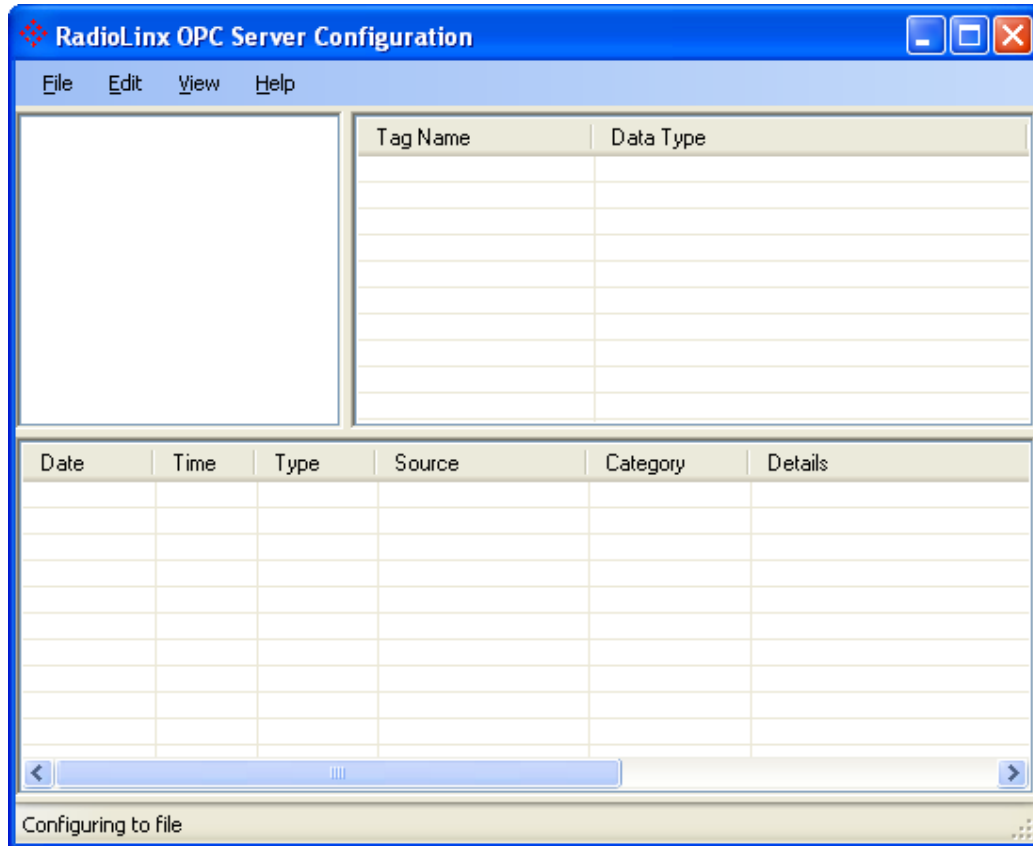 RadioLinx OPC Server Configuration
File Edit View Help
Tag Name Data Type
Date Time Type Source Category Details
Configuring to file